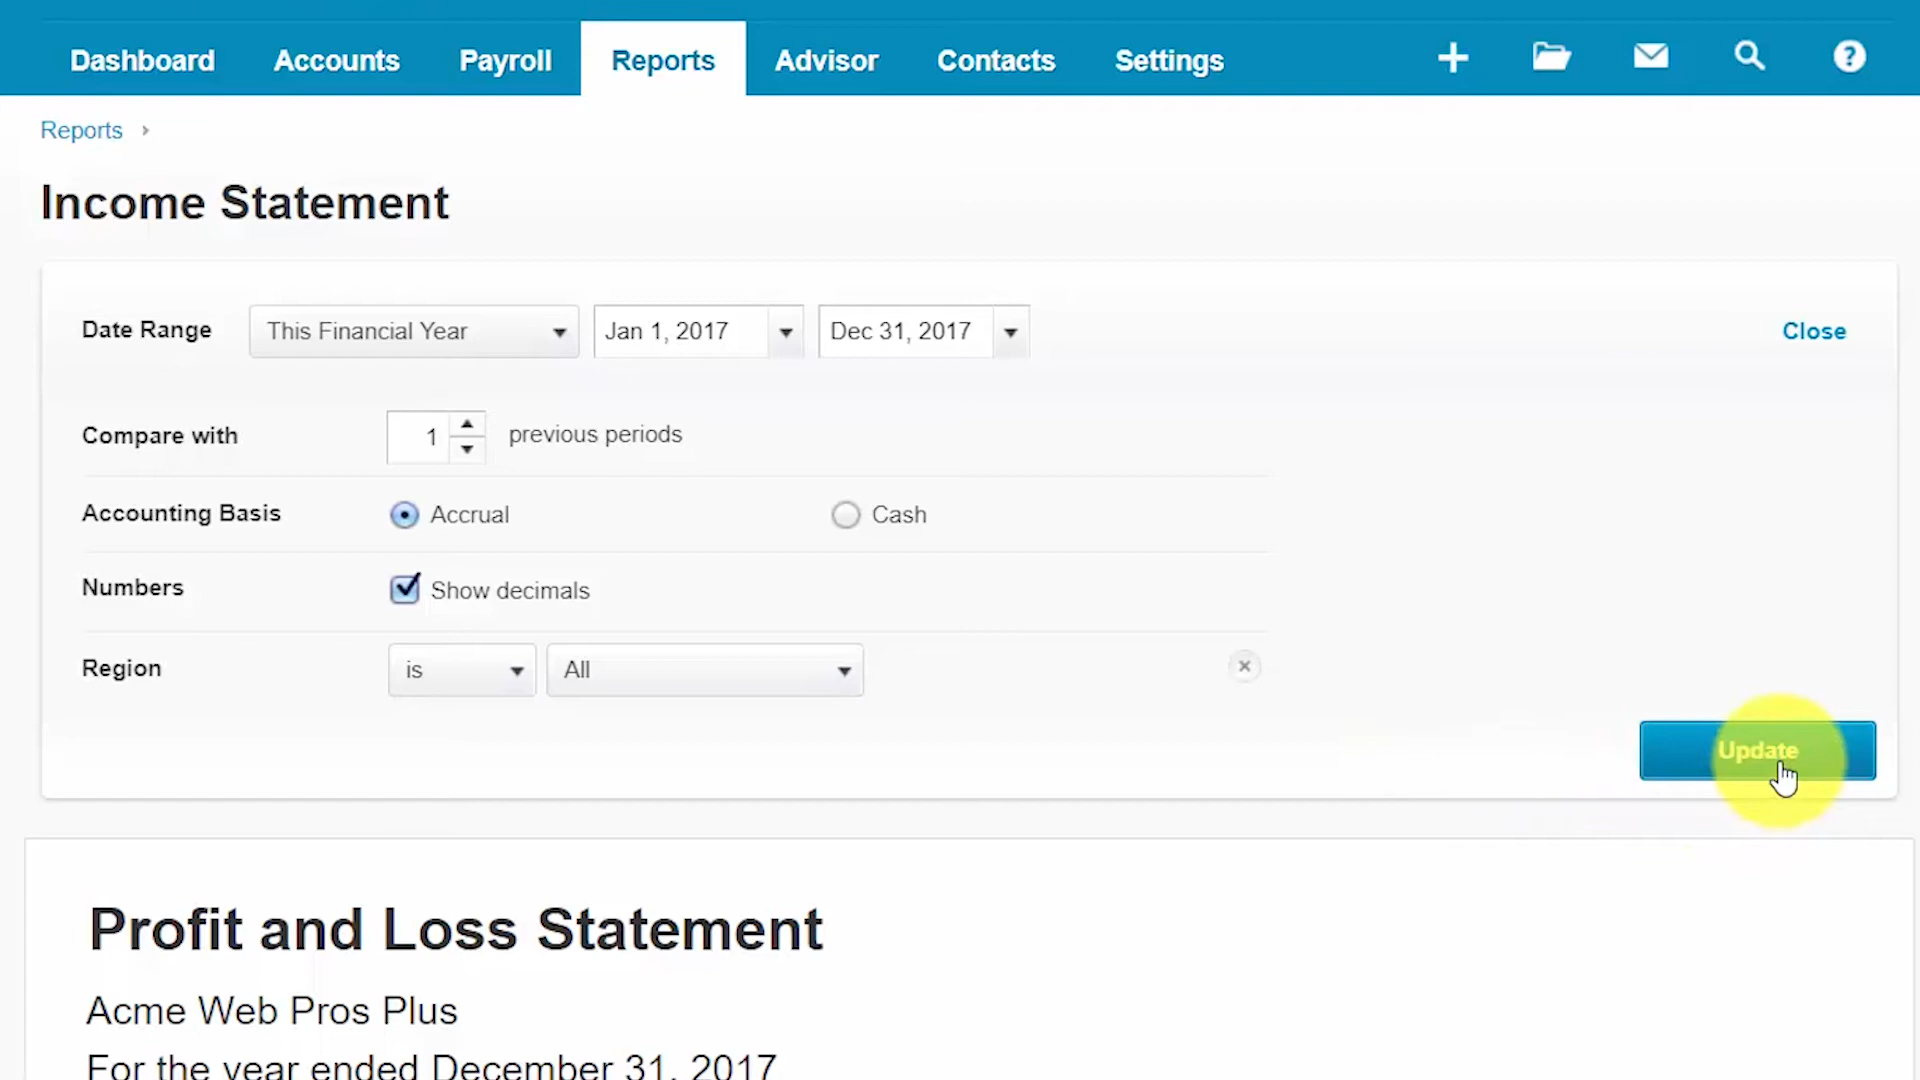 Dashboard Accounts Payroll Reports Advisor Contacts Settings
Reports
Income Statement
Date Range This Financial Year Jan 1, 2017 Dec 31, 2017 Close
Compare with 1 previous periods
Accounting Basis Accrual Cash
Numbers Show decimals
Region is All
Update
Profit and Loss Statement
Acme Web Pros Plus
For the year ended December 31, 2017